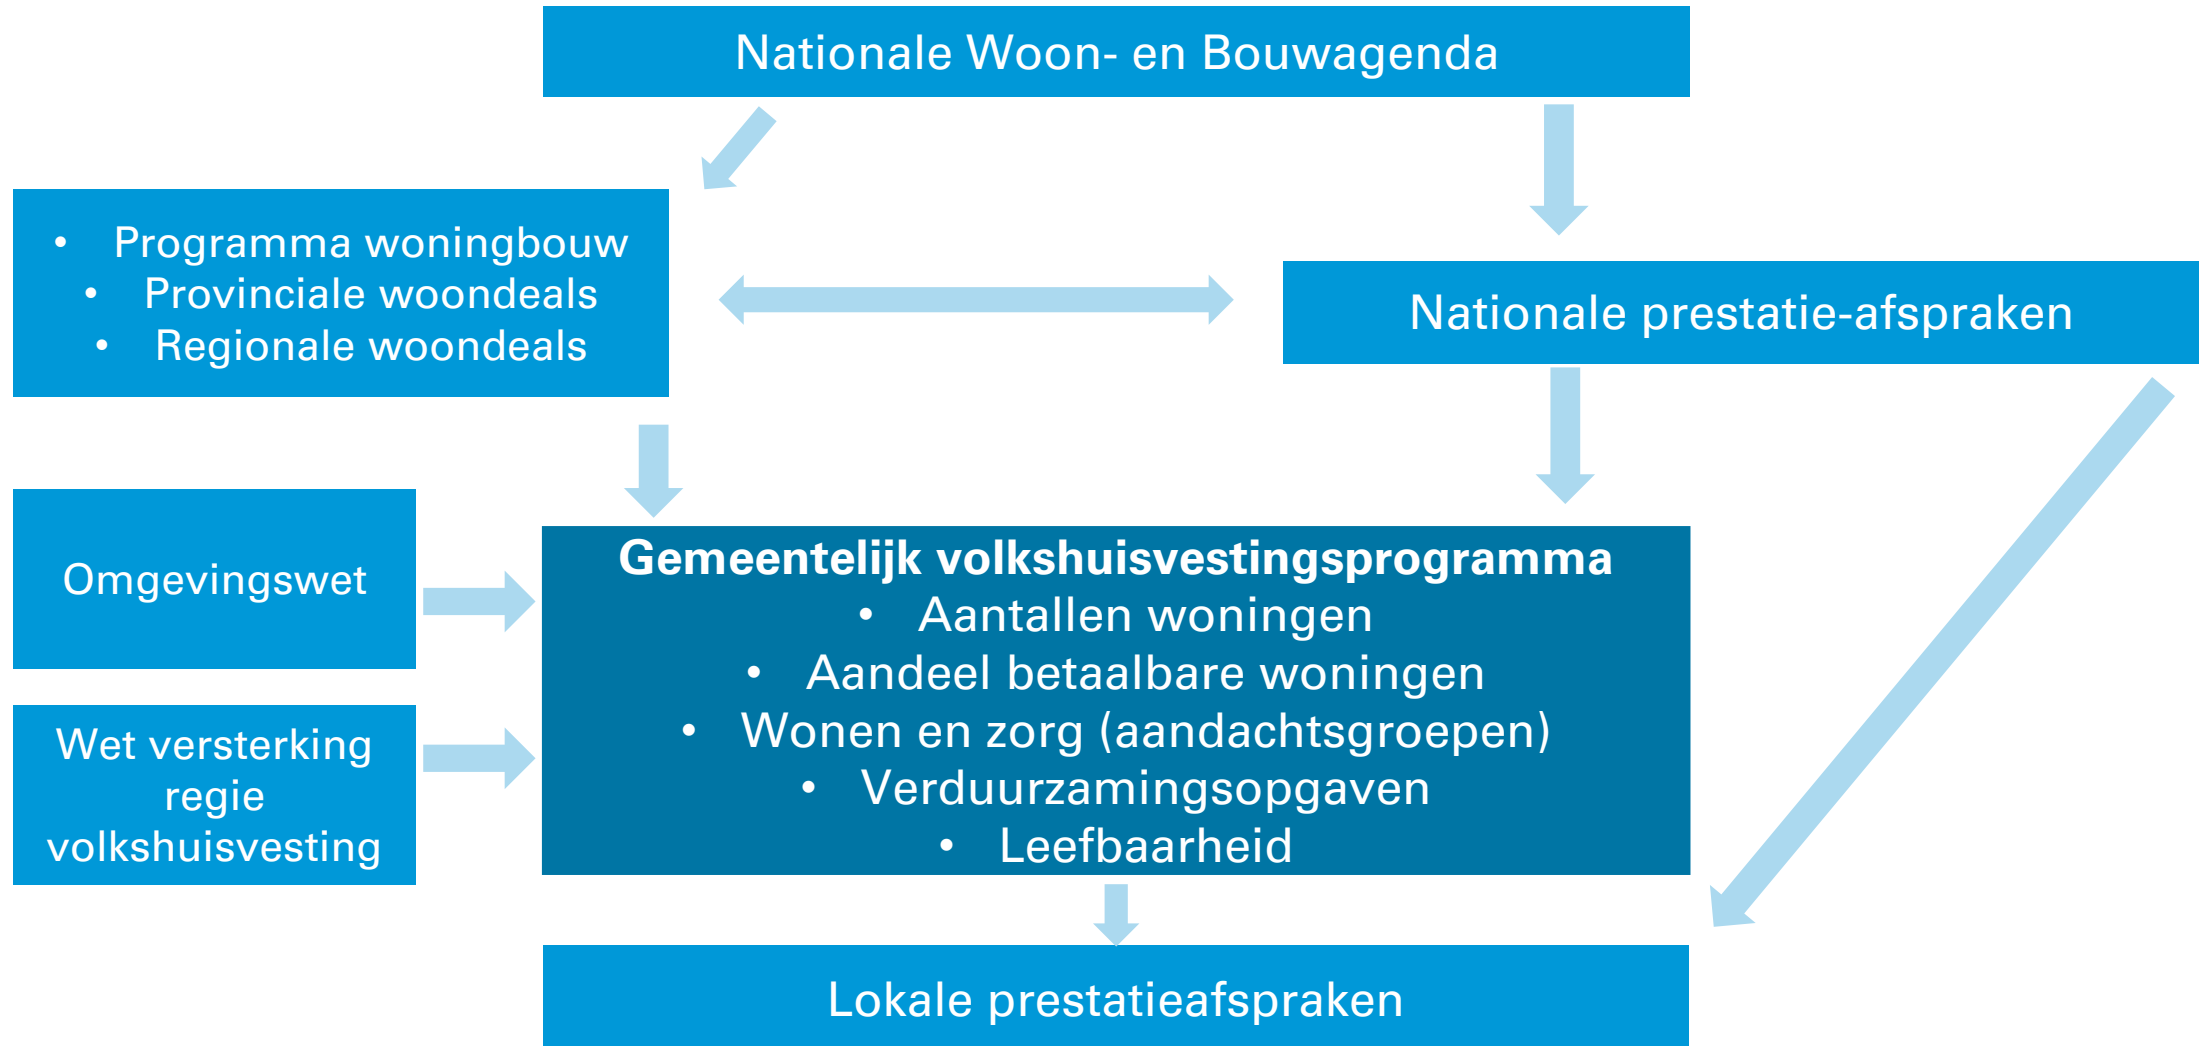 Nationale Woon- en Bouwagenda
• Programma woningbouw
• Provinciale woondeals
• Regionale woondeals
Nationale prestatie-afspraken
Omgevingswet
Wet versterking
regie
volkshuisvesting
Gemeentelijk volkshuisvestingsprogramma
• Aantallen woningen
• Aandeel betaalbare woningen
• Wonen en zorg (aandachtsgroepen)
• Verduurzamingsopgaven
• Leefbaarheid
Lokale prestatieafspraken